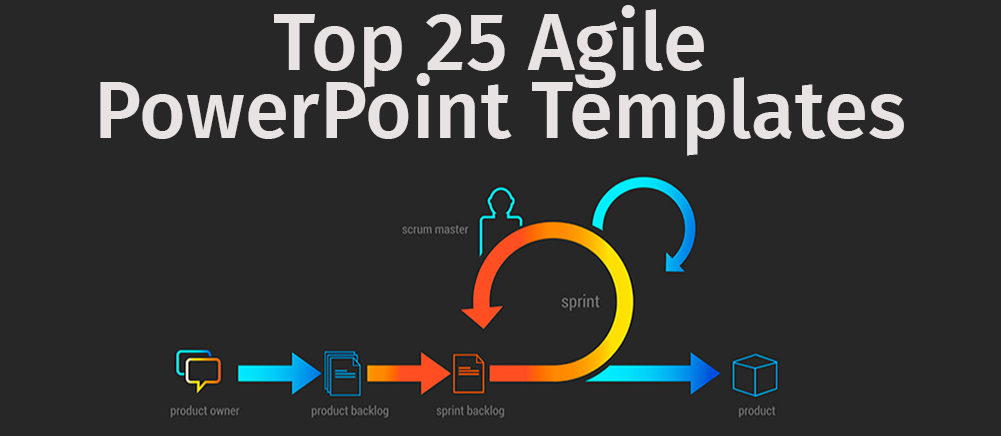 Top 25 Agile
PowerPoint Templates
scrum master
sprint
product owner
product backlog
sprint backlog
product